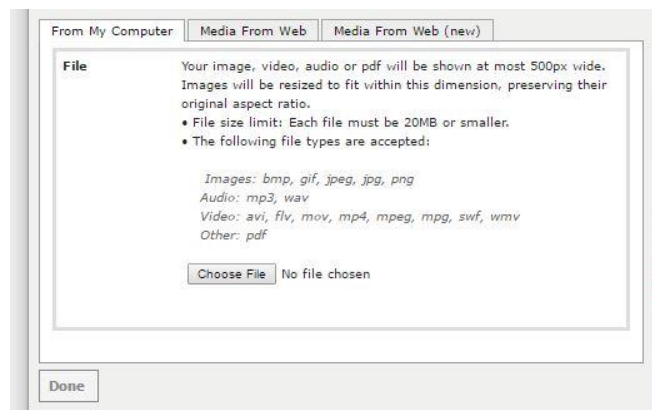 From My Computer Media From Web Media From Web (new)
File Your image, video, audio or pdf will be shown at most 500px wide.
Images will be resized to fit within this dimension, preserving their
original aspect ratio.
• File size limit: Each file must be 20MB or smaller.
• The following file types are accepted:
Images: bmp, gif, jpeg, jpg, png
Audio: mp3, wav
Video: avi, flv, mov, mp4, mpeg, mpg, swf, wmv
Other: pdf
Choose File No file chosen
Done